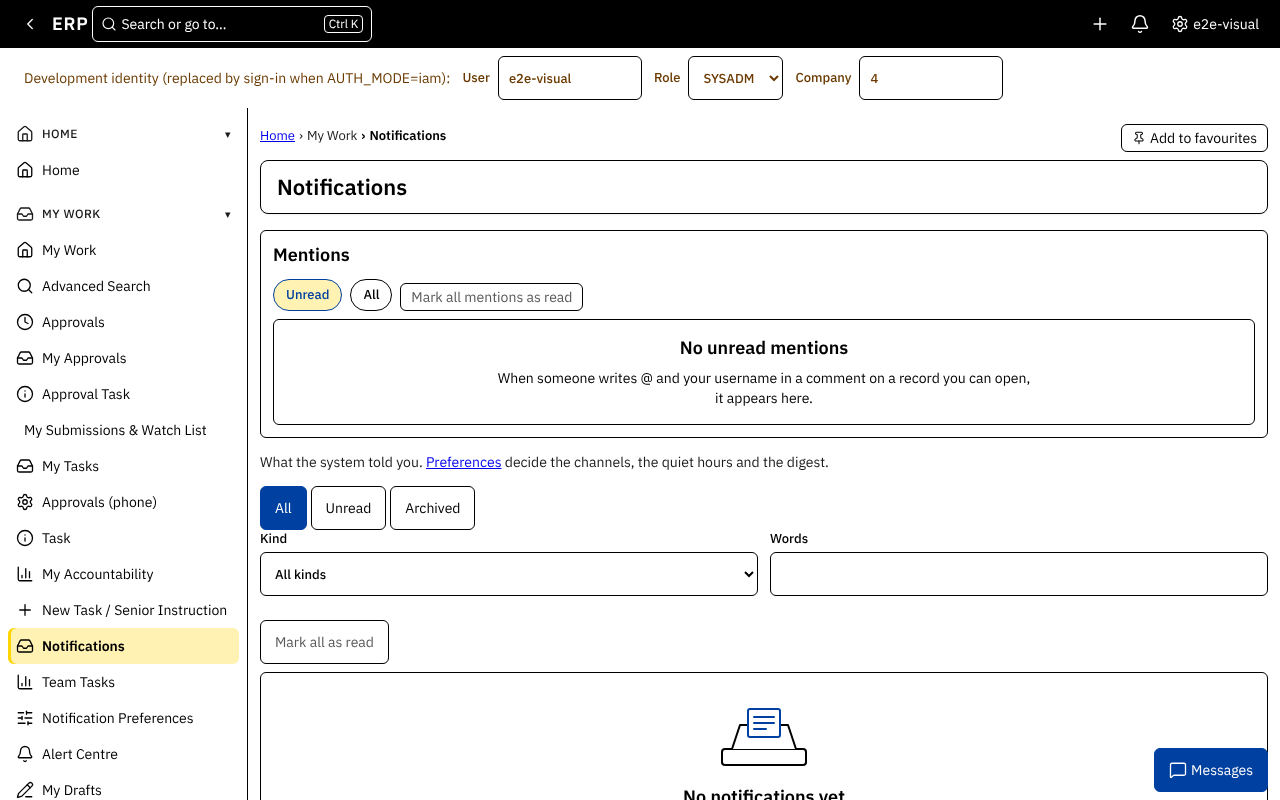 ERP
Search or go to...
Ctrl K
e2e-visual
Development identity (replaced by sign-in when AUTH_MODE=iam):
User
e2e-visual
Role
SYSADM
Company
4
HOME
Home
MY WORK
My Work
Advanced Search
Approvals
My Approvals
Approval Task
My Submissions & Watch List
My Tasks
Approvals (phone)
Task
My Accountability
New Task / Senior Instruction
Notifications
Team Tasks
Notification Preferences
Alert Centre
My Drafts
Home › My Work › Notifications
Add to favourites
Notifications
Mentions
Unread
All
Mark all mentions as read
No unread mentions
When someone writes @ and your username in a comment on a record you can open,
it appears here.
What the system told you. Preferences decide the channels, the quiet hours and the digest.
All
Unread
Archived
Kind
All kinds
Words
Mark all as read
No notifications yet
Messages